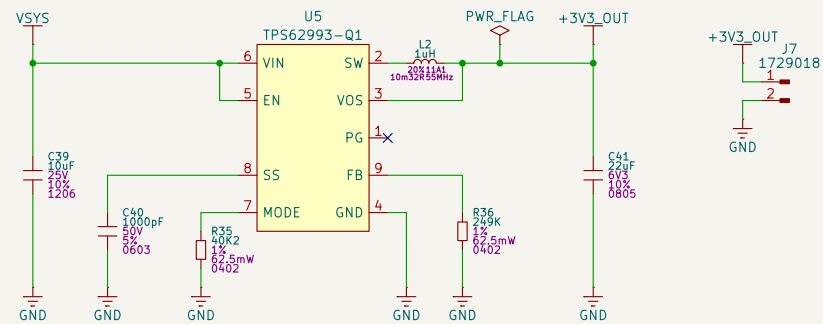 VSYS
U5
TPS62993-Q1
PWR_FLAG
+3V3_OUT
+3V3_OUT
J7
1729018
1
2
GND
6 VIN
5 EN
8 SS
7 MODE
SW 2
VOS 3
PG 1
FB 9
GND 4
L2
1uH
20%11A1
10m32R55MHz
C39
10uF
25V
10%
1206
C40
1000pF
50V
5%
0603
R35
40K2
1%
62.5mW
0402
R36
249K
1%
62.5mW
0402
C41
22uF
6V3
10%
0805
GND
GND
GND
GND
GND
GND